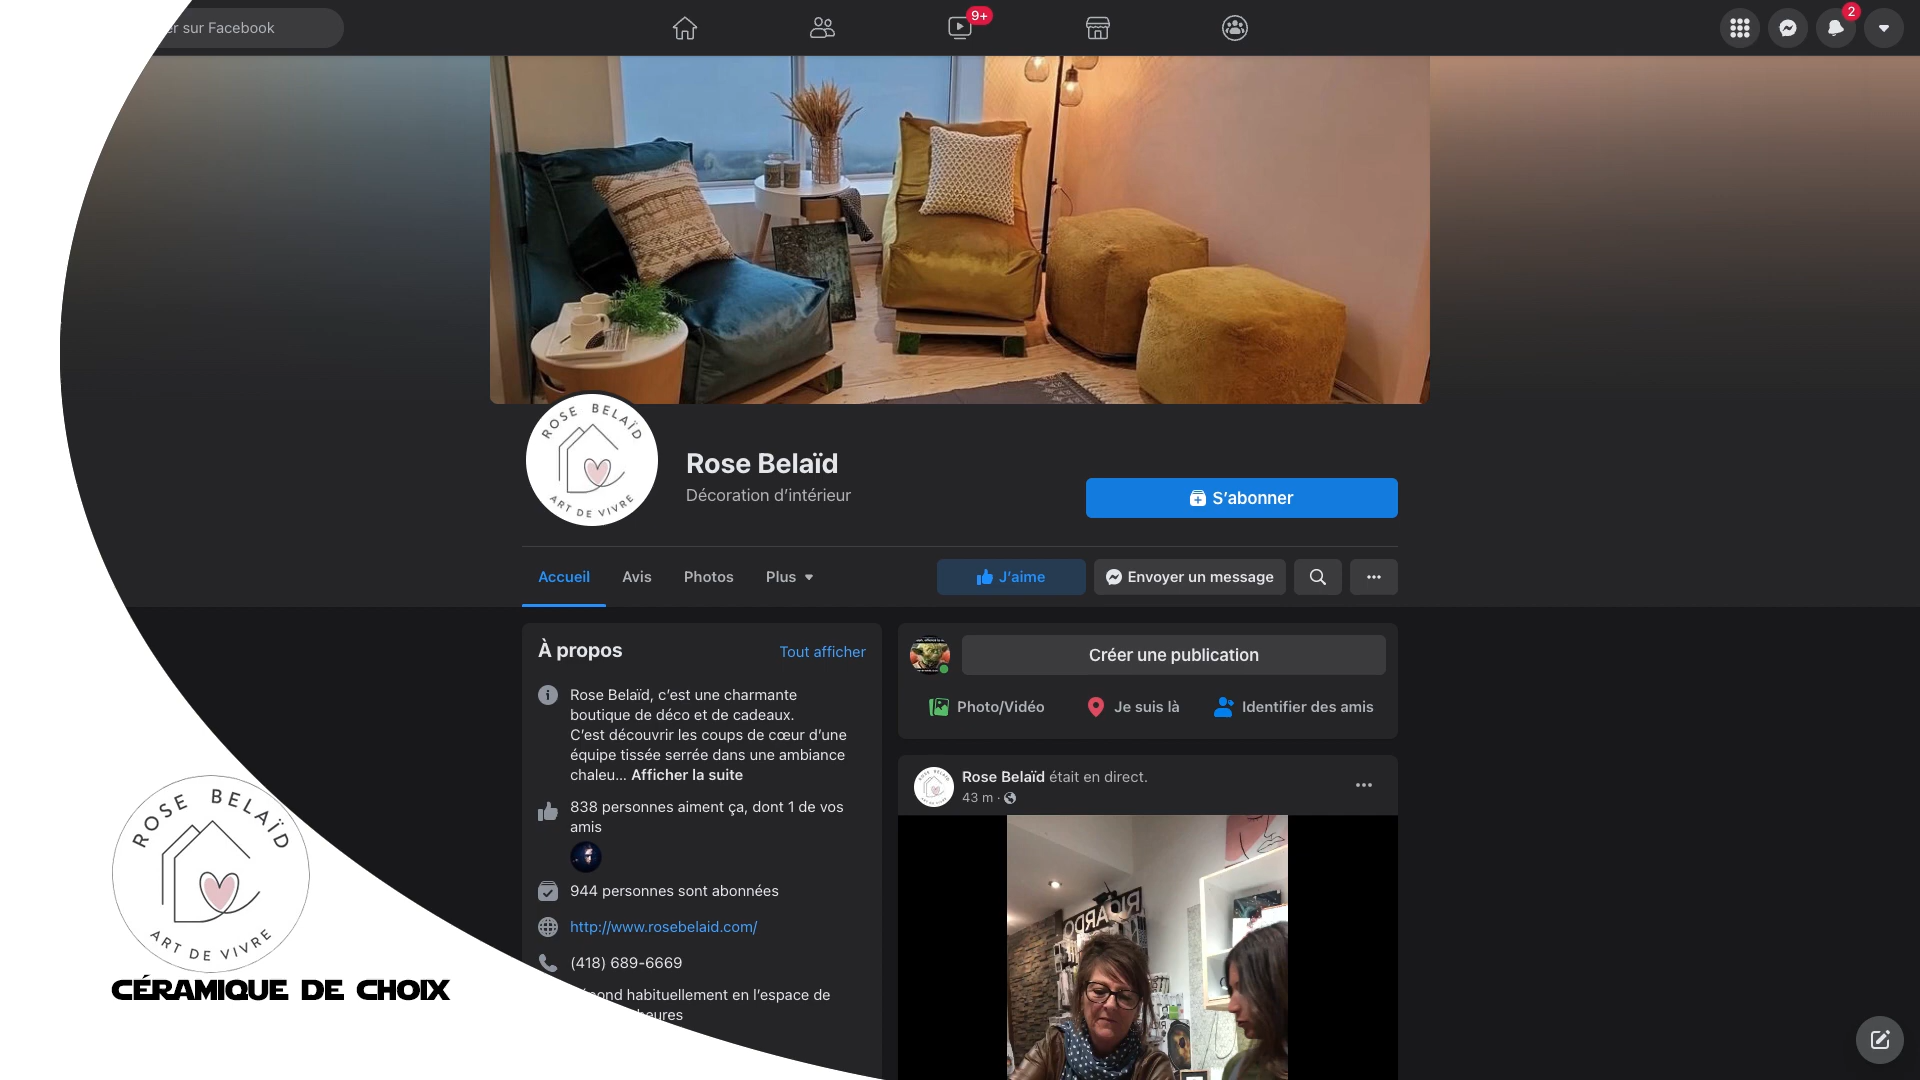 er sur Facebook
9+
2
ROSE BELAÏD
ART DE VIVRE
Rose Belaïd
Décoration d’intérieur
S’abonner
Accueil
Avis
Photos
Plus
J’aime
Envoyer un message
À propos
Tout afficher
Rose Belaïd, c’est une charmante
boutique de déco et de cadeaux.
C’est découvrir les coups de cœur d’une
équipe tissée serrée dans une ambiance
chaleu... Afficher la suite
838 personnes aiment ça, dont 1 de vos
amis
944 personnes sont abonnées
http://www.rosebelaid.com/
(418) 689-6669
ond habituellement en l’espace de
eures
Créer une publication
Photo/Vidéo
Je suis là
Identifier des amis
Rose Belaïd était en direct.
43 m ·
RICARDO
ROSE BELAÏD
ART DE VIVRE
CÉRAMIQUE DE CHOIX